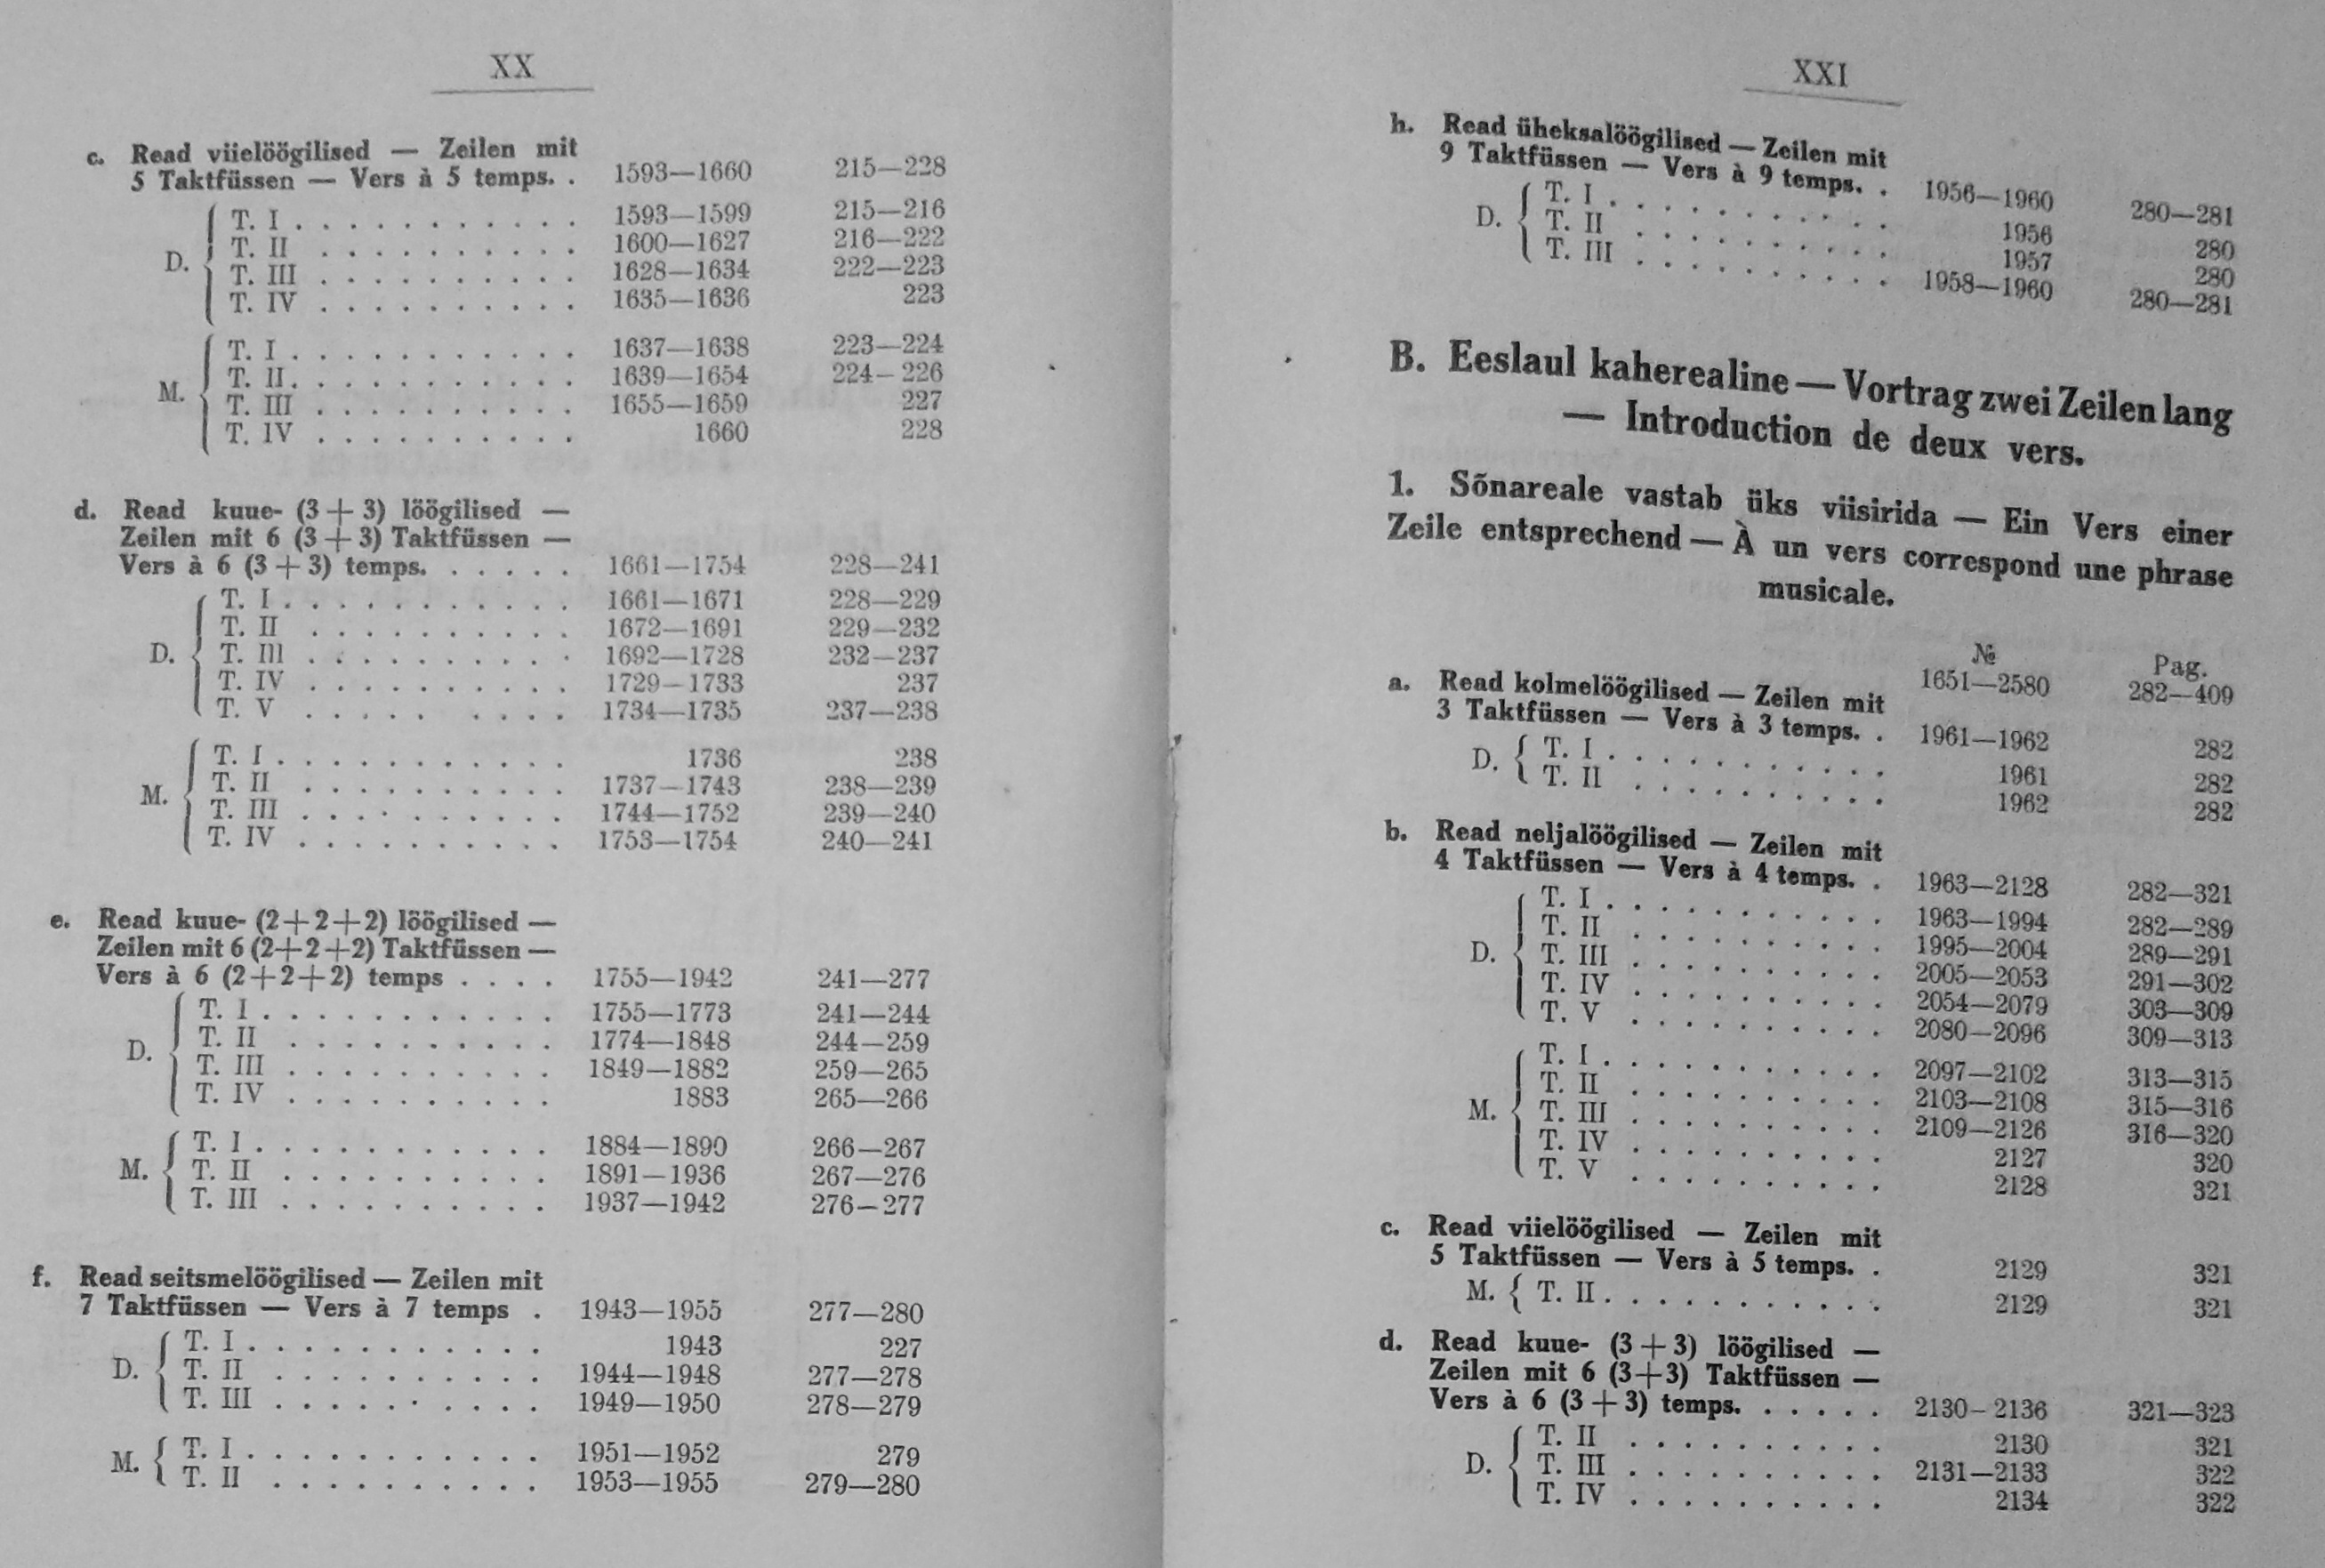 XX
c. Read viielöögilised — Zeilen mit
5 Taktfüssen — Vers à 5 temps. . 1593—1660 215—228
T. I . . . . . . . . . . . 1593—1599 215—216
T. II . . . . . . . . . . 1600—1627 216—222
D.
T. III . . . . . . . . . . 1628—1634 222—223
T. IV . . . . . . . . . . 1635—1636 223
T. I . . . . . . . . . . . 1637—1638 223—224
T. II . . . . . . . . . . . 1639—1654 224—226
M.
T. III . . . . . . . . . . 1655—1659 227
T. IV . . . . . . . . . . 1660 228
d. Read kuue- (3+3) löögilised —
Zeilen mit 6 (3+3) Taktfüssen —
Vers à 6 (3+3) temps. . . . . . 1661—1754 228—241
T. I . . . . . . . . . . . 1661—1671 228—229
T. II . . . . . . . . . . 1672—1691 229—232
D. T. III . . . . . . . . . . 1692—1728 232—237
T. IV . . . . . . . . . . 1729—1733 237
T. V . . . . . . . . . 1734—1735 237—238
T. I . . . . . . . . . . . 1736 238
T. II . . . . . . . . . . 1737—1743 238—239
M.
T. III . . . . . . . . . . 1744—1752 239—240
T. IV . . . . . . . . . . 1753—1754 240—241
e. Read kuue- (2+2+2) löögilised —
Zeilen mit 6 (2+2+2) Taktfüssen —
Vers à 6 (2+2+2) temps . . . . 1755—1942 241—277
T. I . . . . . . . . . . . 1755—1773 241—244
T. II . . . . . . . . . . 1774—1848 244—259
D.
T. III . . . . . . . . . . 1849—1882 259—265
T. IV . . . . . . . . . . 1883 265—266
T. I . . . . . . . . . . . 1884—1890 266—267
M. T. II . . . . . . . . . . 1891—1936 267—276
T. III . . . . . . . . . . 1937—1942 276—277
f. Read seitsmelöögilised — Zeilen mit
7 Taktfüssen — Vers à 7 temps . 1943—1955 277—280
T. I . . . . . . . . . . . 1943 227
D. T. II . . . . . . . . . . 1944—1948 277—278
T. III . . . . . . . . . . 1949—1950 278—279
T. I . . . . . . . . . . . 1951—1952 279
M.
T. II . . . . . . . . . . 1953—1955 279—280
XXI
h. Read üheksalöögilised — Zeilen mit
9 Taktfüssen — Vers à 9 temps. . 1956—1960 280—281
T. I . . . . . . . . . . . 1956 280
D. T. II . . . . . . . . . . 1957 280
T. III . . . . . . . . . . 1958—1960 280—281
B. Eeslaul kaherealine — Vortrag zwei Zeilen lang
— Introduction de deux vers.
1. Sõnareale vastab üks viisirida — Ein Vers einer
Zeile entsprechend — À un vers correspond une phrase
musicale.
№ Pag.
1651—2580 282—409
a. Read kolmelöögilised — Zeilen mit
3 Taktfüssen — Vers à 3 temps. . 1961—1962 282
T. I . . . . . . . . . . . 1961 282
D.
T. II . . . . . . . . . . 1962 282
b. Read neljalöögilised — Zeilen mit
4 Taktfüssen — Vers à 4 temps. . 1963—2128 282—321
T. I . . . . . . . . . . . 1963—1994 282—289
T. II . . . . . . . . . . 1995—2004 289—291
D. T. III . . . . . . . . . . 2005—2053 291—302
T. IV . . . . . . . . . . 2054—2079 303—309
T. V . . . . . . . . . . 2080—2096 309—313
T. I . . . . . . . . . . . 2097—2102 313—315
T. II . . . . . . . . . . 2103—2108 315—316
M. T. III . . . . . . . . . . 2109—2126 316—320
T. IV . . . . . . . . . . 2127 320
T. V . . . . . . . . . . 2128 321
c. Read viielöögilised — Zeilen mit
5 Taktfüssen — Vers à 5 temps. . 2129 321
M. { T. II . . . . . . . . . . . 2129 321
d. Read kuue- (3+3) löögilised —
Zeilen mit 6 (3+3) Taktfüssen —
Vers à 6 (3+3) temps. . . . . . 2130—2136 321—323
T. II . . . . . . . . . . 2130 321
D. T. III . . . . . . . . . . 2131—2133 322
T. IV . . . . . . . . . . 2134 322